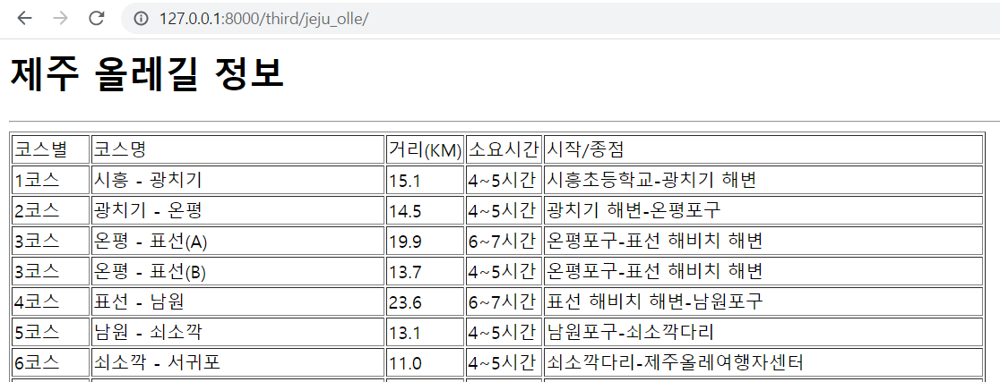 127.0.0.1:8000/third/jeju_olle/
제주 올레길 정보
코스별 코스명 거리(KM) 소요시간 시작/종점
1코스 시흥 - 광치기 15.1 4~5시간 시흥초등학교-광치기 해변
2코스 광치기 - 온평 14.5 4~5시간 광치기 해변-온평포구
3코스 온평 - 표선(A) 19.9 6~7시간 온평포구-표선 해비치 해변
3코스 온평 - 표선(B) 13.7 4~5시간 온평포구-표선 해비치 해변
4코스 표선 - 남원 23.6 6~7시간 표선 해비치 해변-남원포구
5코스 남원 - 쇠소깍 13.1 4~5시간 남원포구-쇠소깍다리
6코스 쇠소깍 - 서귀포 11.0 4~5시간 쇠소깍다리-제주올레여행자센터